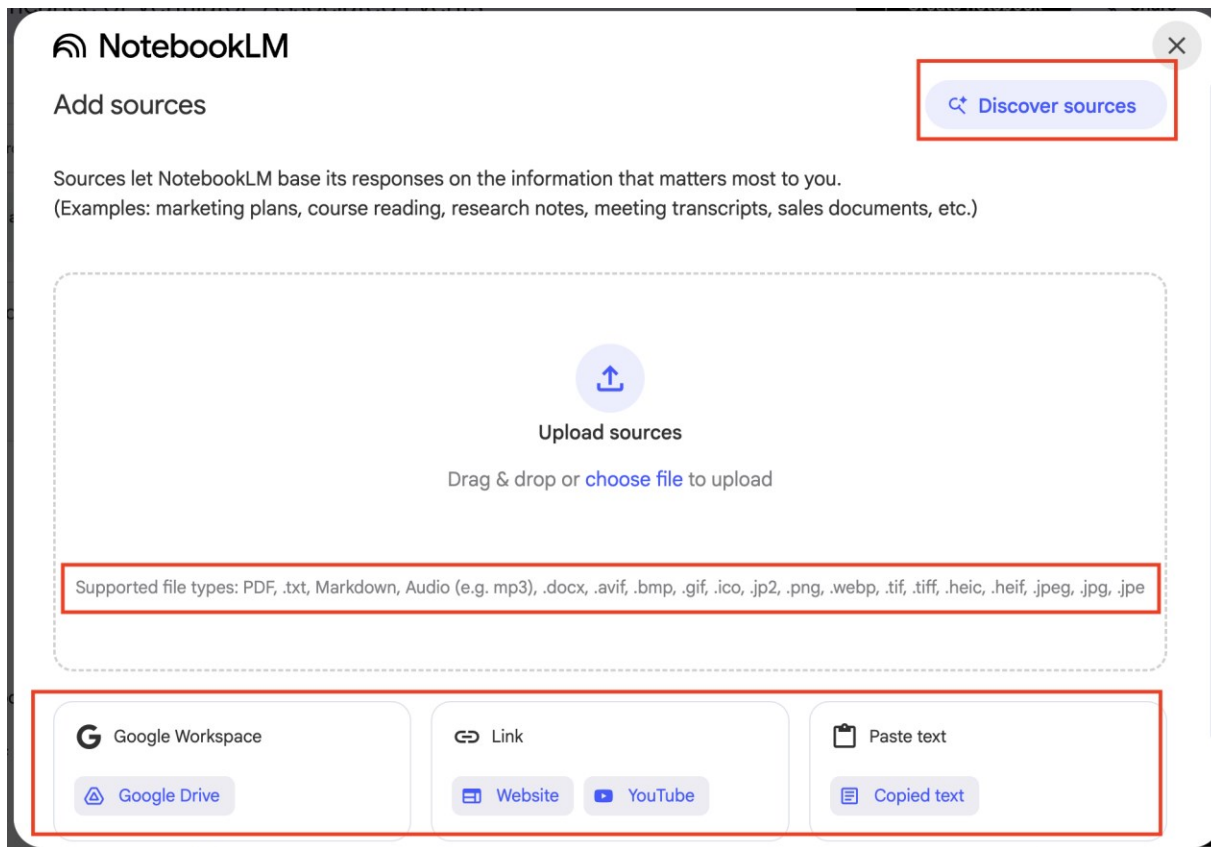 NotebookLM
Add sources
Discover sources
Sources let NotebookLM base its responses on the information that matters most to you.
(Examples: marketing plans, course reading, research notes, meeting transcripts, sales documents, etc.)
Upload sources
Drag & drop or choose file to upload
Supported file types: PDF, .txt, Markdown, Audio (e.g. mp3), .docx, .avif, .bmp, .gif, .ico, .jp2, .png, .webp, .tif, .tiff, .heic, .heif, .jpeg, .jpg, .jpe
Google Workspace
Link
Paste text
Google Drive
Website
YouTube
Copied text